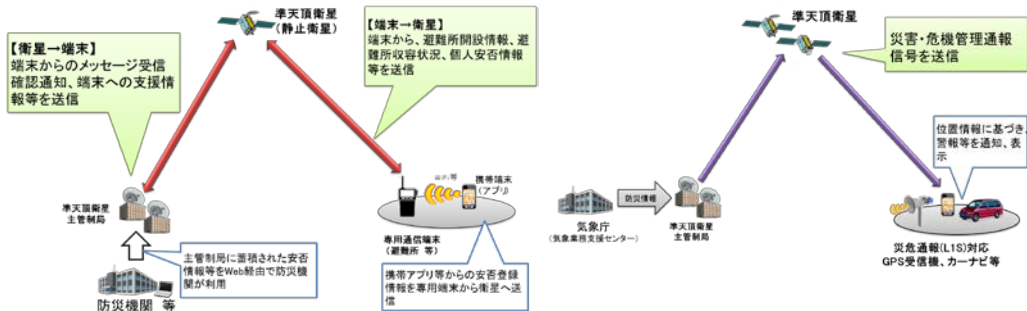 準天頂衛星
(静止衛星)
【衛星→端末】
端末からのメッセージ受信
確認通知、端末への支援情
報等を送信
【端末→衛星】
端末から、避難所開設情報、避
難所収容状況、個人安否情報
等を送信
準天頂衛星
主管制局
携帯端末
(アプリ)
専用通信端末
(避難所 等)
主管制局に蓄積された安否
情報等をWeb経由で防災機
関が利用
防災機関 等
携帯アプリ等からの安否登録
情報を専用端末から衛星へ送
信
準天頂衛星
災害・危機管理通報
信号を送信
位置情報に基づき、
警報等を通知、表
示
防災情報
気象庁
(気象業務支援センター)
準天頂衛星
主管制局
災危通報(L1S)対応
GPS受信機、カーナビ等